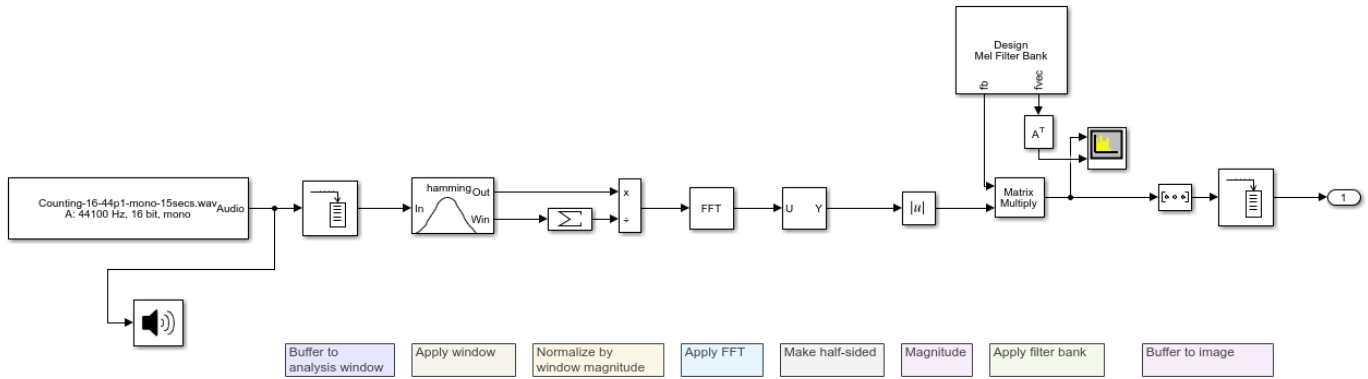 Design
Mel Filter Bank
fb
fvec
Aᵀ
hamming
Counting-16-44p1-mono-15secs.wav
A: 44100 Hz, 16 bit, mono
Audio
In
Out
Win
x
÷
FFT
U
Y
|u|
Matrix
Multiply
1
Buffer to
analysis window
Apply window
Normalize by
window magnitude
Apply FFT
Make half-sided
Magnitude
Apply filter bank
Buffer to image